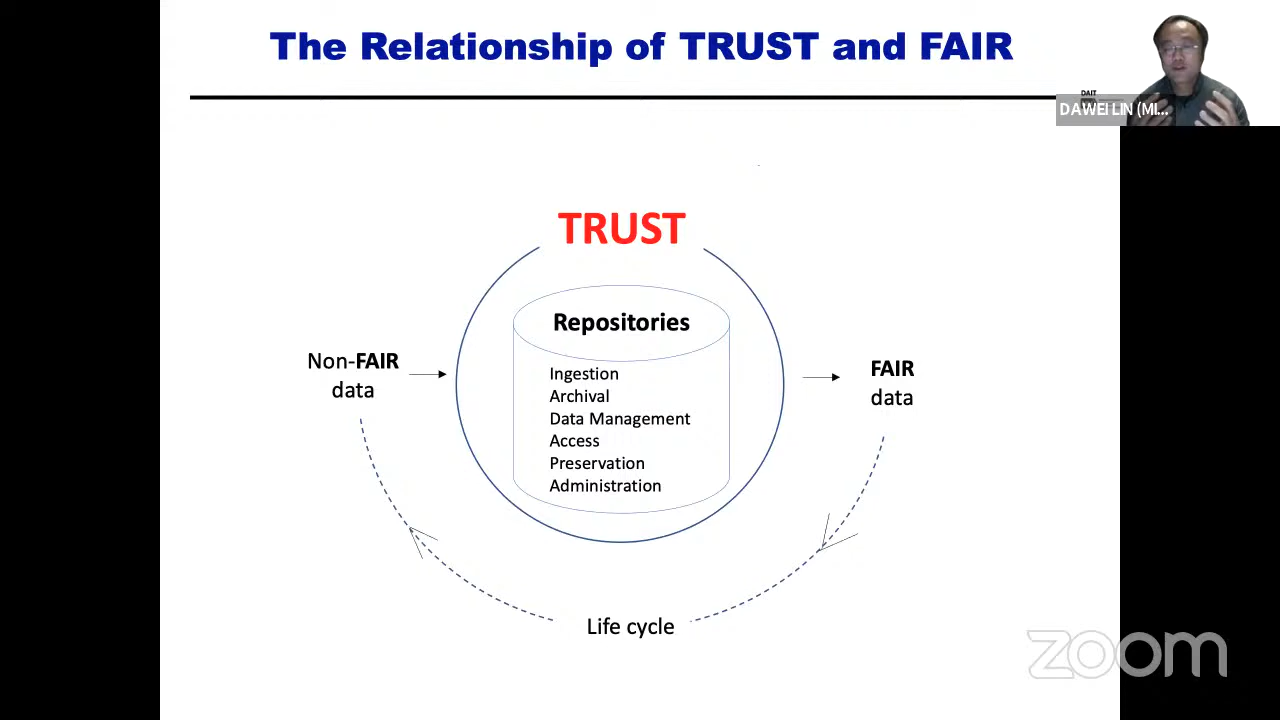 The Relationship of TRUST and FAIR
DAIT
DAWEI LIN (MI...
TRUST
Repositories
Ingestion
Archival
Data Management
Access
Preservation
Administration
Non-FAIR
data
FAIR
data
Life cycle
zoom